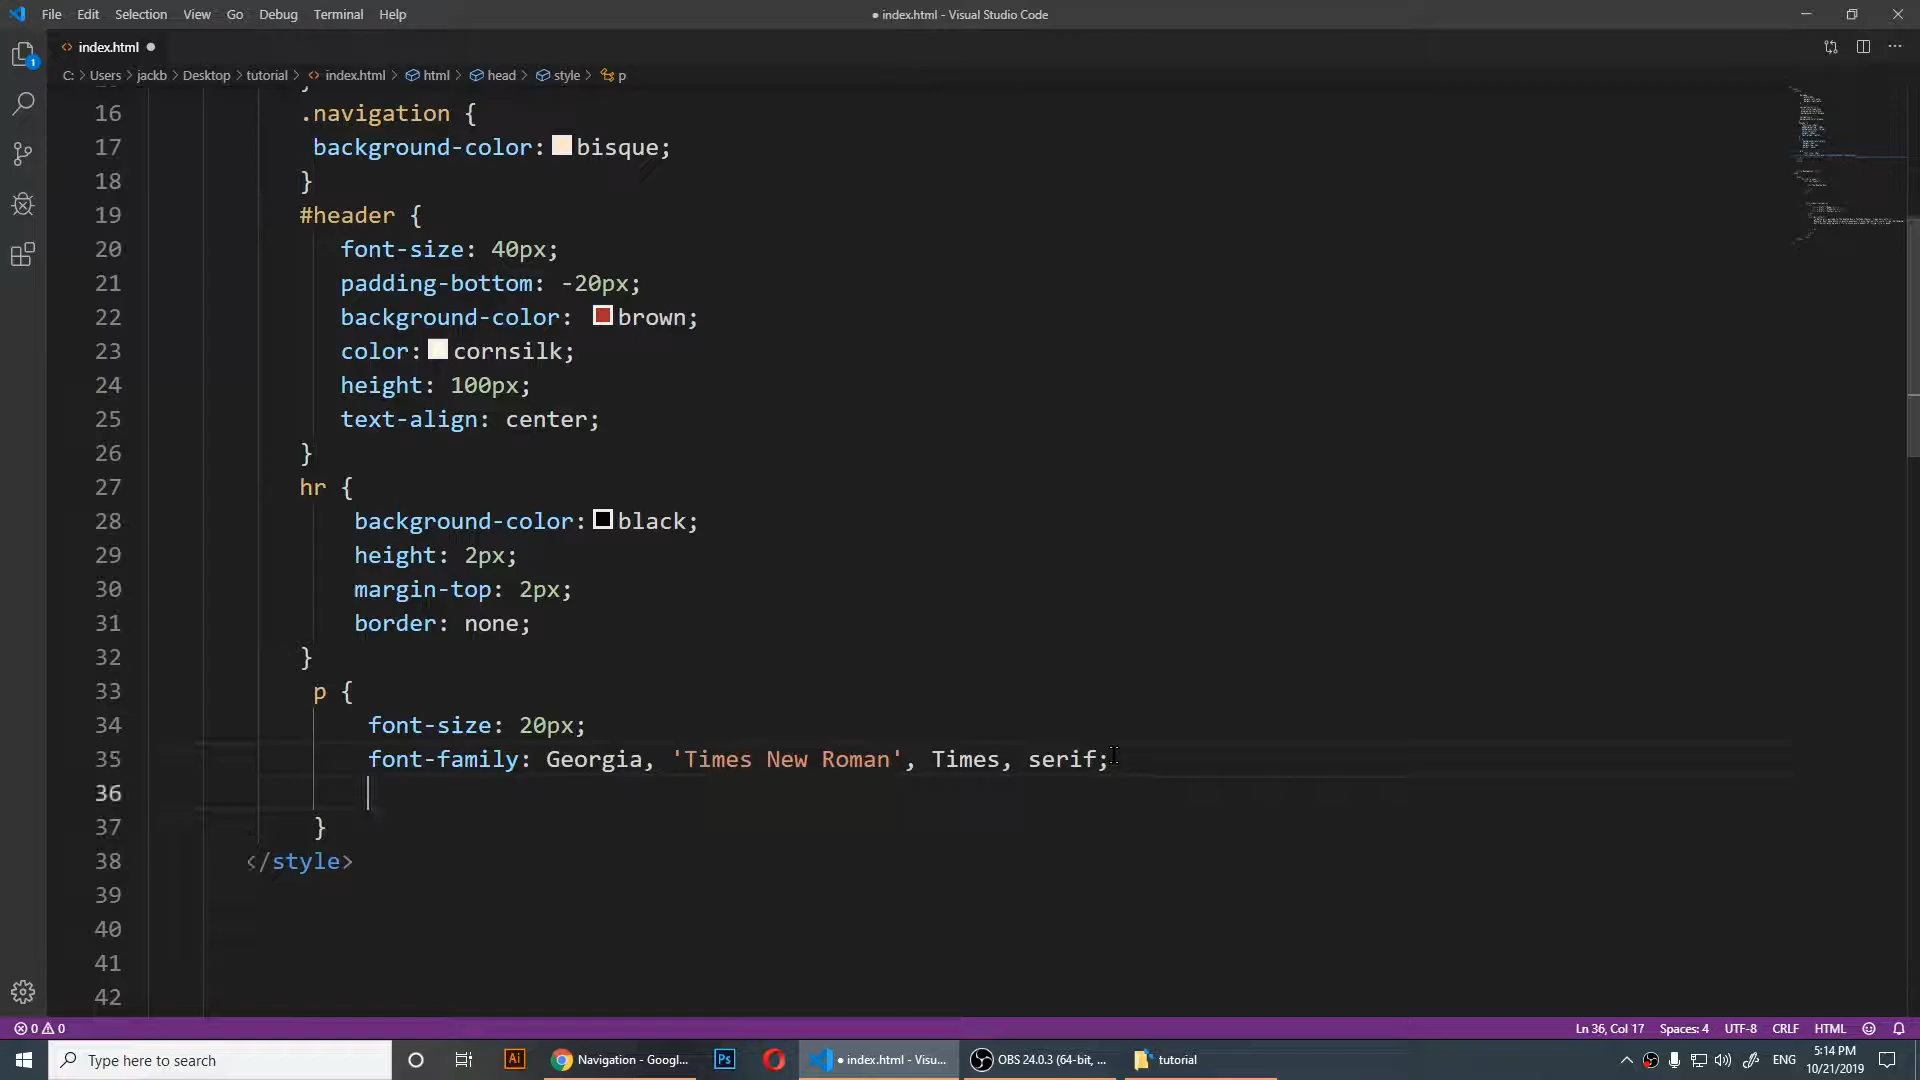 File Edit Selection View Go Debug Terminal Help
● index.html - Visual Studio Code
index.html ●
C: > Users > jackb > Desktop > tutorial > index.html > html > head > style > p
1
16 .navigation {
17 background-color: bisque;
18 }
19 #header {
20 font-size: 40px;
21 padding-bottom: -20px;
22 background-color: brown;
23 color: cornsilk;
24 height: 100px;
25 text-align: center;
26 }
27 hr {
28 background-color: black;
29 height: 2px;
30 margin-top: 2px;
31 border: none;
32 }
33 p {
34 font-size: 20px;
35 font-family: Georgia, 'Times New Roman', Times, serif;
36
37 }
38 </style>
39
40
41
42
0 0 Ln 36, Col 17 Spaces: 4 UTF-8 CRLF HTML
Type here to search Ai Navigation - Googl... Ps ● index.html - Visu... OBS 24.0.3 (64-bit, ... tutorial ENG 5:14 PM
10/21/2019